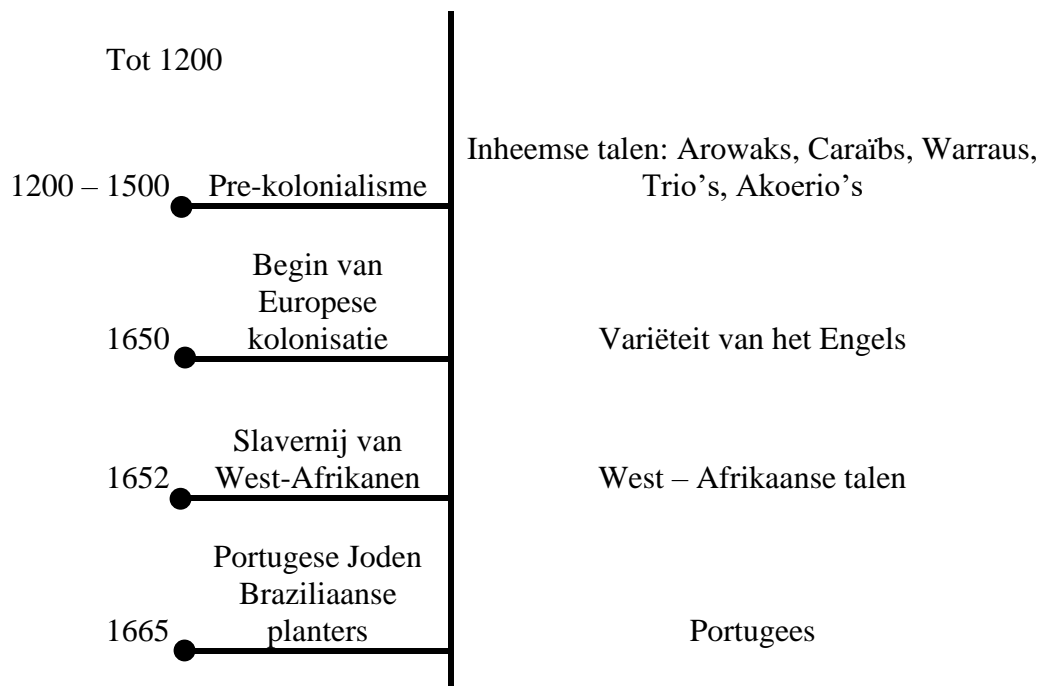 Tot 1200
Inheemse talen: Arowaks, Caraïbs, Warraus,
1200 – 1500 Pre-kolonialisme
Trio’s, Akoerio’s
Begin van
Europese
1650 kolonisatie
Variëteit van het Engels
Slavernij van
1652 West-Afrikanen
West – Afrikaanse talen
Portugese Joden
Braziliaanse
1665 planters
Portugees